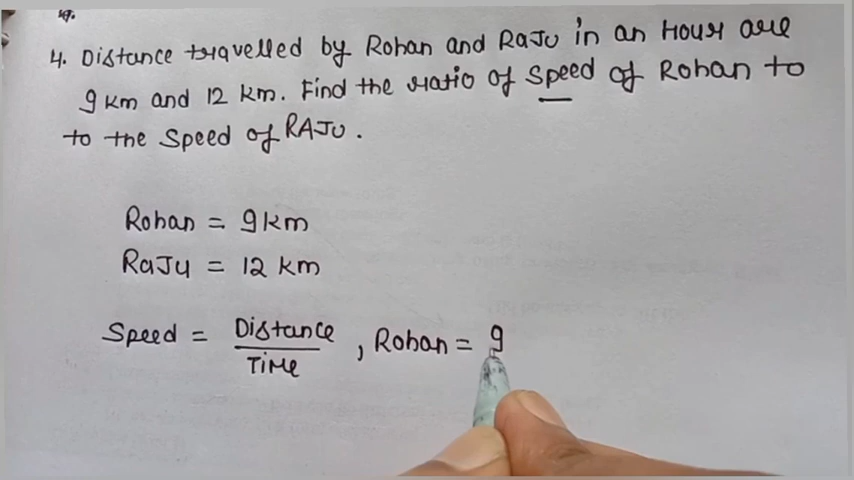 4. Distance travelled by Rohan and RaJu in an Hour are
9 km and 12 km. Find the ratio of Speed of Rohan to
to the Speed of RAJU.
Rohan = 9km
RaJu = 12 km
Speed = Distance / Time , Rohan = 9